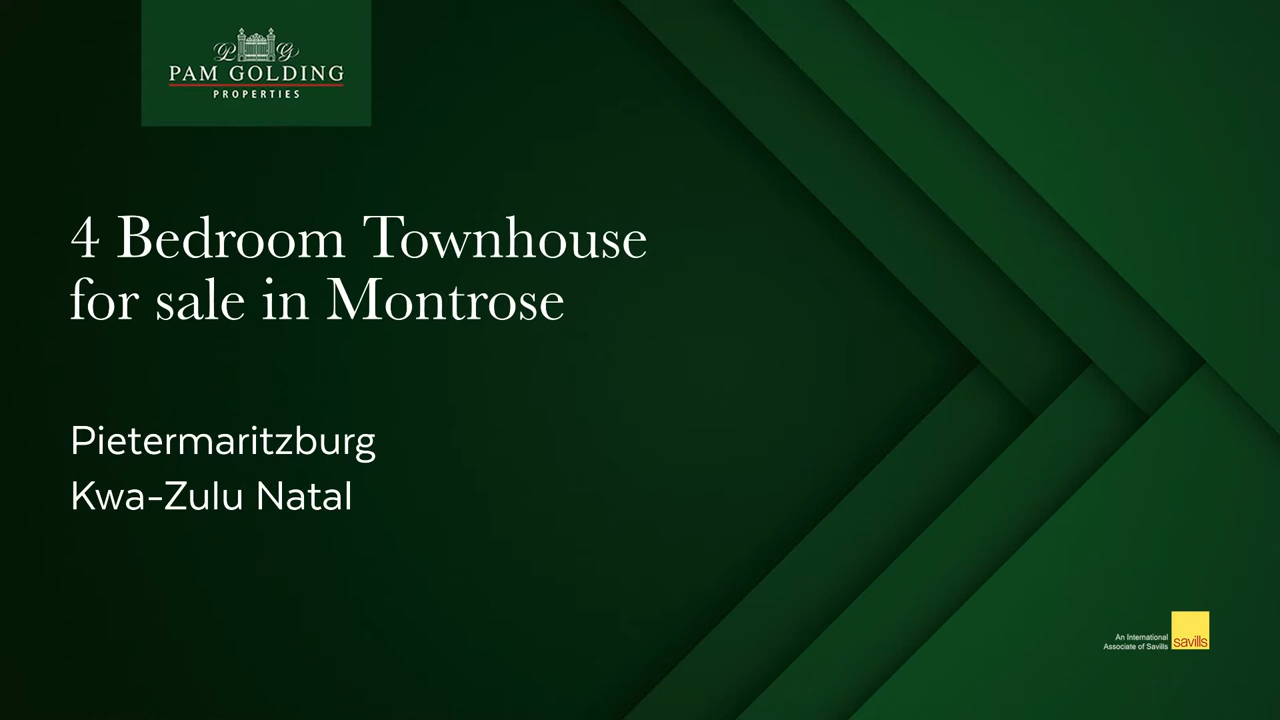 P G
PAM GOLDING
PROPERTIES
4 Bedroom Townhouse
for sale in Montrose
Pietermaritzburg
Kwa-Zulu Natal
An International
Associate of Savills
savills